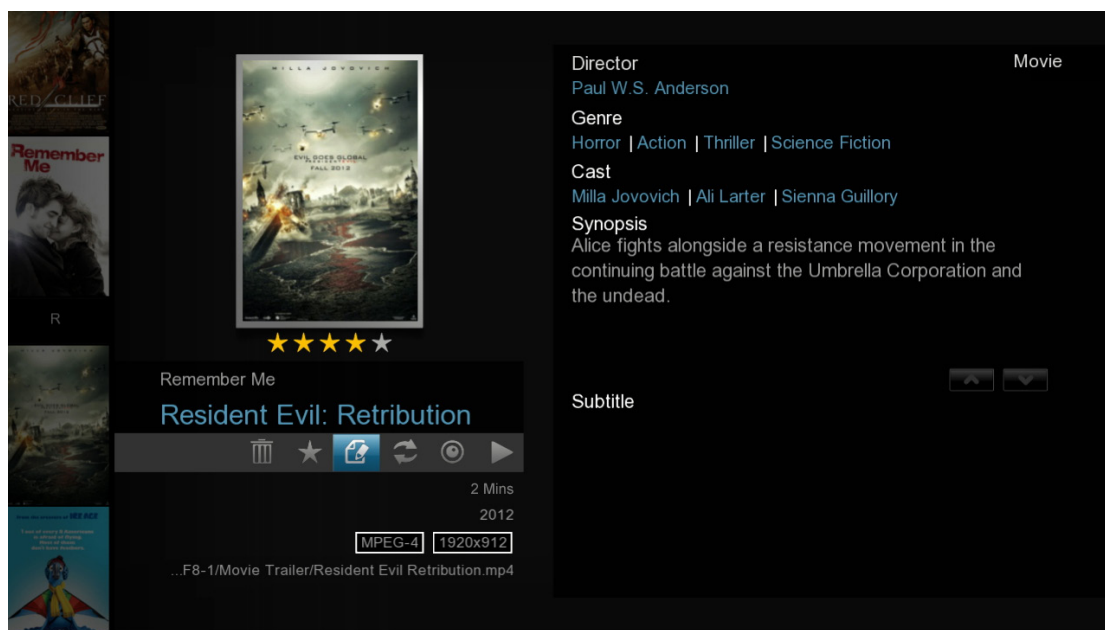 RED CLIFF
Remember
Me
R
MILLA JOVOVICH
EVIL GOES GLOBAL
FALL 2012
Remember Me
Resident Evil: Retribution
2 Mins
2012
MPEG-4 1920x912
...F8-1/Movie Trailer/Resident Evil Retribution.mp4
Director Movie
Paul W.S. Anderson
Genre
Horror | Action | Thriller | Science Fiction
Cast
Milla Jovovich | Ali Larter | Sienna Guillory
Synopsis
Alice fights alongside a resistance movement in the
continuing battle against the Umbrella Corporation and
the undead.
Subtitle